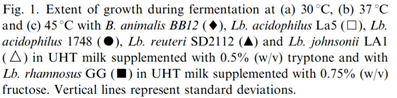 Fig. 1. Extent of growth during fermentation at (a) 30 °C, (b) 37 °C
and (c) 45 °C with B. animalis BB12 (♦), Lb. acidophilus La5 (□), Lb.
acidophilus 1748 (●), Lb. reuteri SD2112 (▲) and Lb. johnsonii LA1
(△) in UHT milk supplemented with 0.5% (w/v) tryptone and with
Lb. rhamnosus GG (■) in UHT milk supplemented with 0.75% (w/v)
fructose. Vertical lines represent standard deviations.